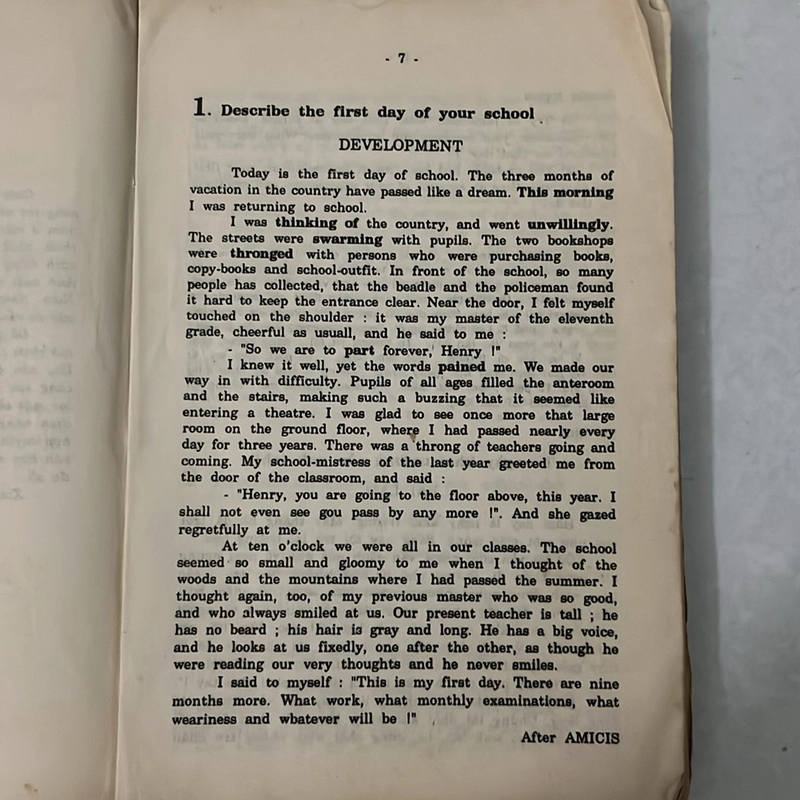 - 7 -
1. Describe the first day of your school
DEVELOPMENT
Today is the first day of school. The three months of
vacation in the country have passed like a dream. This morning
I was returning to school.
I was thinking of the country, and went unwillingly.
The streets were swarming with pupils. The two bookshops
were thronged with persons who were purchasing books,
copy-books and school-outfit. In front of the school, so many
people has collected, that the beadle and the policeman found
it hard to keep the entrance clear. Near the door, I felt myself
touched on the shoulder : it was my master of the eleventh
grade, cheerful as usuall, and he said to me :
- "So we are to part forever, Henry !"
I knew it well, yet the words pained me. We made our
way in with difficulty. Pupils of all ages filled the anteroom
and the stairs, making such a buzzing that it seemed like
entering a theatre. I was glad to see once more that large
room on the ground floor, where I had passed nearly every
day for three years. There was a throng of teachers going and
coming. My school-mistress of the last year greeted me from
the door of the classroom, and said :
- "Henry, you are going to the floor above, this year. I
shall not even see gou pass by any more !". And she gazed
regretfully at me.
At ten o'clock we were all in our classes. The school
seemed so small and gloomy to me when I thought of the
woods and the mountains where I had passed the summer. I
thought again, too, of my previous master who was so good,
and who always smiled at us. Our present teacher is tall ; he
has no beard ; his hair is gray and long. He has a big voice,
and he looks at us fixedly, one after the other, as though he
were reading our very thoughts and he never smiles.
I said to myself : "This is my first day. There are nine
months more. What work, what monthly examinations, what
weariness and wbatever will be !"
After AMICIS